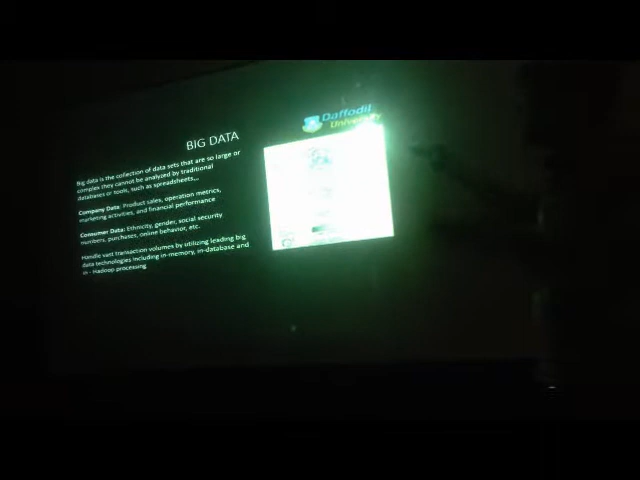 Daffodil
University
BIG DATA
Big data is the collection of data sets that are so large or
complex they cannot be analyzed by traditional
databases or tools, such as spreadsheets...
Company Data: Product sales, operation metrics,
marketing activities, and financial performance
Consumer Data: Ethnicity, gender, social security
numbers, purchases, online behavior, etc.
Handle vast transaction volumes by utilizing leading big
data technologies including in-memory, in-database and
in - Hadoop processing